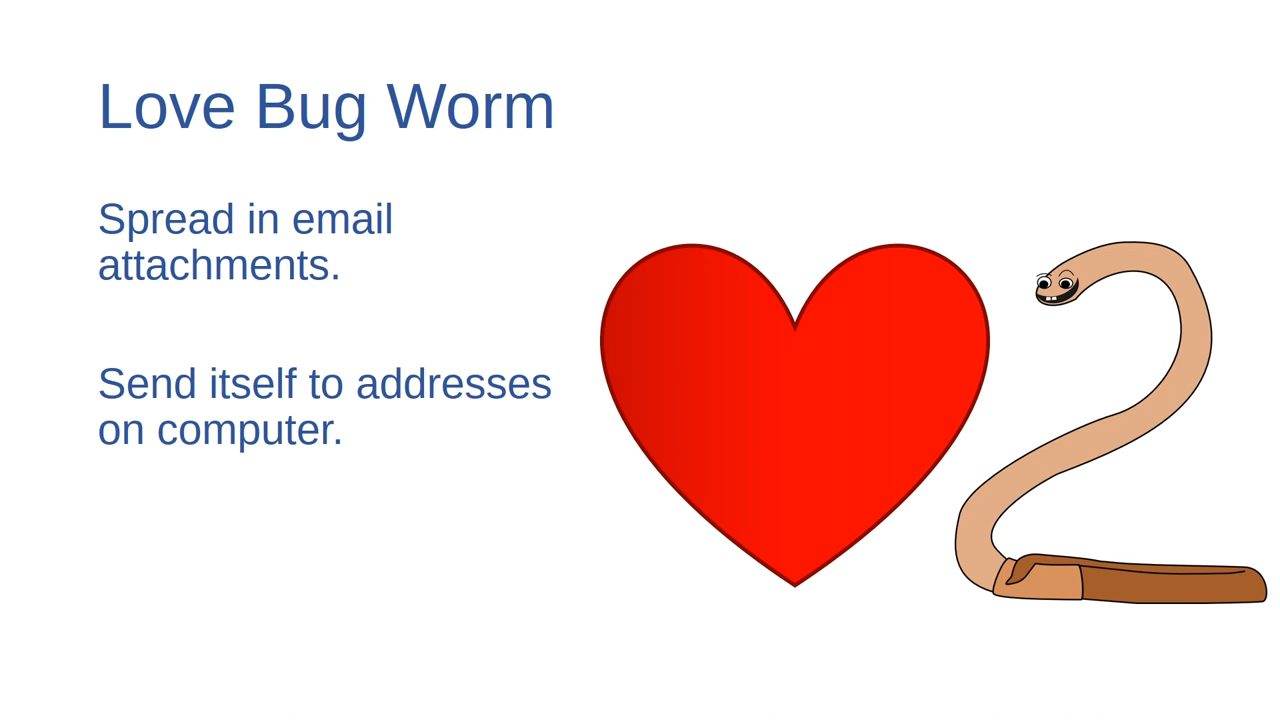 Love Bug Worm
Spread in email
attachments.
Send itself to addresses
on computer.